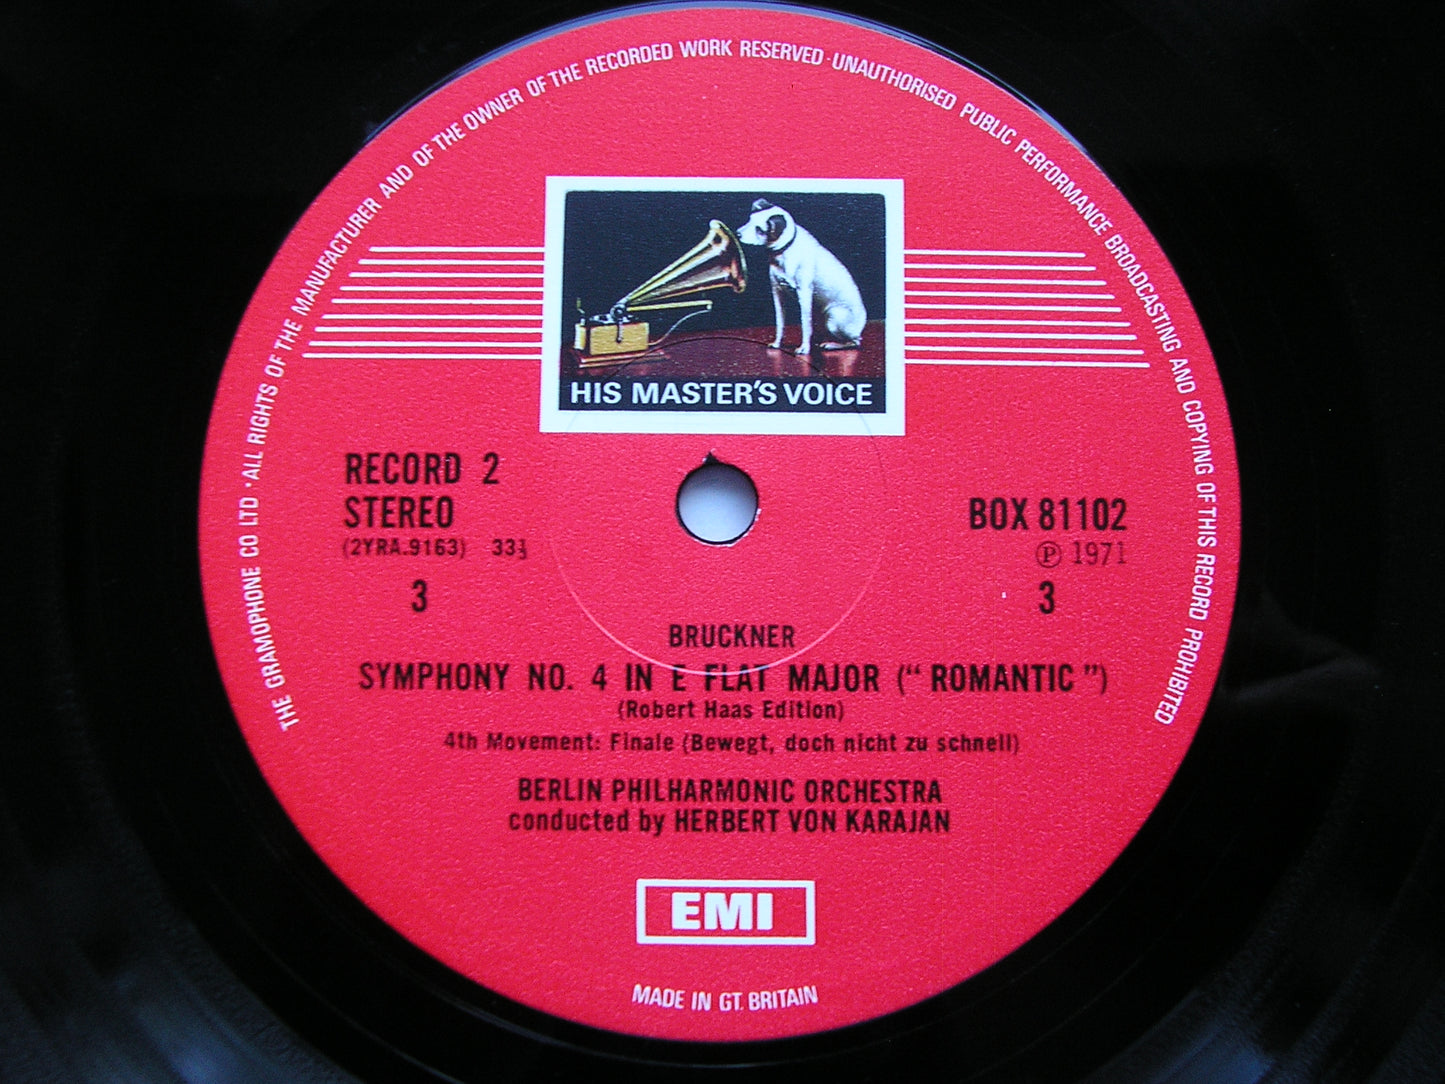 THE GRAMOPHONE CO LTD · ALL RIGHTS OF THE MANUFACTURER AND OF THE OWNER OF THE RECORDED WORK RESERVED · UNAUTHORISED PUBLIC PERFORMANCE BROADCASTING AND COPYING OF THIS RECORD PROHIBITED
HIS MASTER'S VOICE
RECORD 2
STEREO
(2YRA.9163) 33⅓
3
BOX 81102
℗ 1971
3
BRUCKNER
SYMPHONY NO. 4 IN E FLAT MAJOR (“ ROMANTIC ”)
(Robert Haas Edition)
4th Movement: Finale (Bewegt, doch nicht zu schnell)
BERLIN PHILHARMONIC ORCHESTRA
conducted by HERBERT VON KARAJAN
EMI
MADE IN GT. BRITAIN